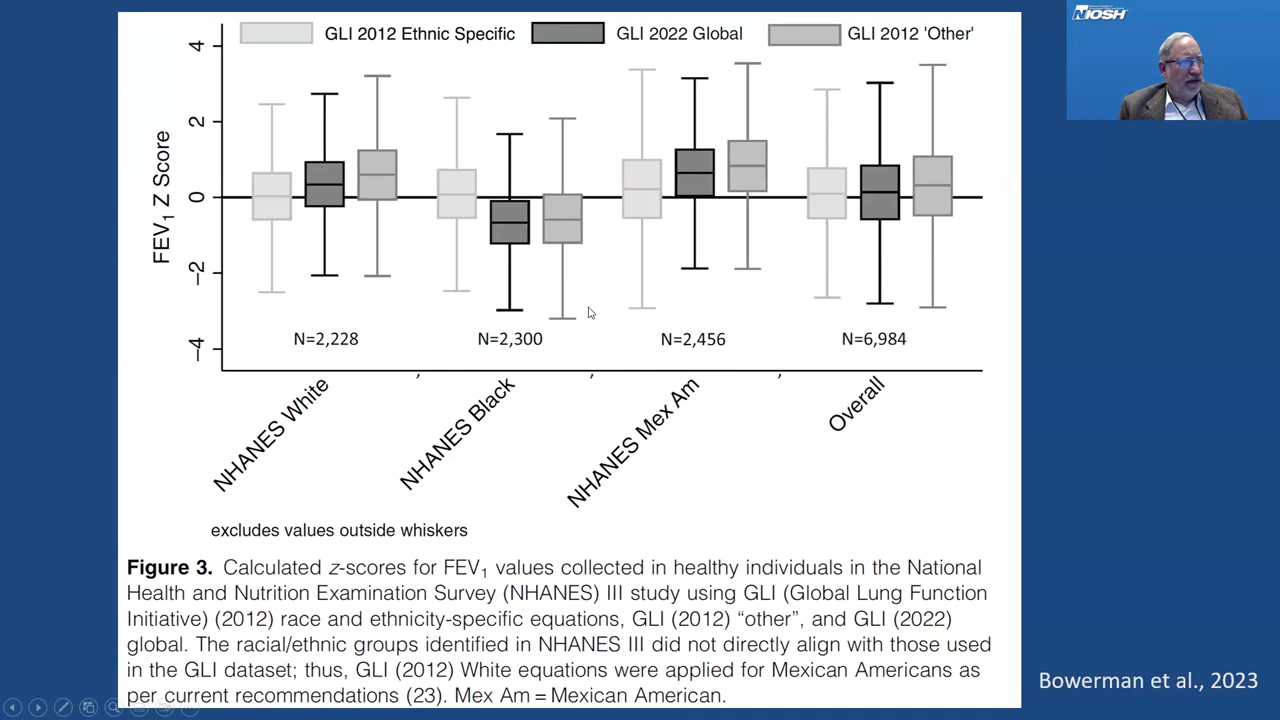 GLI 2012 Ethnic Specific GLI 2022 Global GLI 2012 'Other'
NIOSH
FEV1 Z Score
4
2
0
−2
−4
N=2,228 N=2,300 N=2,456 N=6,984
NHANES White , NHANES Black , NHANES Mex Am , Overall
excludes values outside whiskers
Figure 3. Calculated z-scores for FEV1 values collected in healthy individuals in the National
Health and Nutrition Examination Survey (NHANES) III study using GLI (Global Lung Function
Initiative) (2012) race and ethnicity-specific equations, GLI (2012) “other”, and GLI (2022)
global. The racial/ethnic groups identified in NHANES III did not directly align with those used
in the GLI dataset; thus, GLI (2012) White equations were applied for Mexican Americans as
per current recommendations (23). Mex Am = Mexican American.
Bowerman et al., 2023